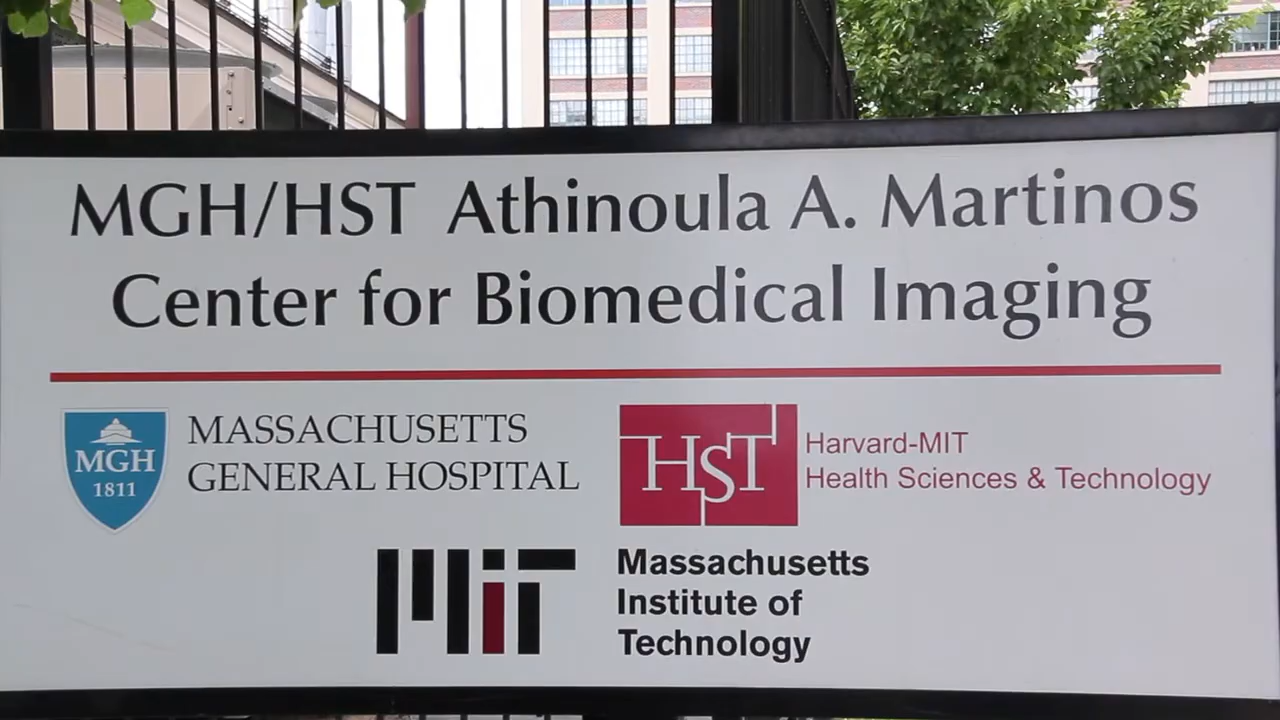 MGH/HST Athinoula A. Martinos
Center for Biomedical Imaging
MGH
1811
MASSACHUSETTS
GENERAL HOSPITAL
HST
Harvard-MIT
Health Sciences & Technology
MIT
Massachusetts
Institute of
Technology